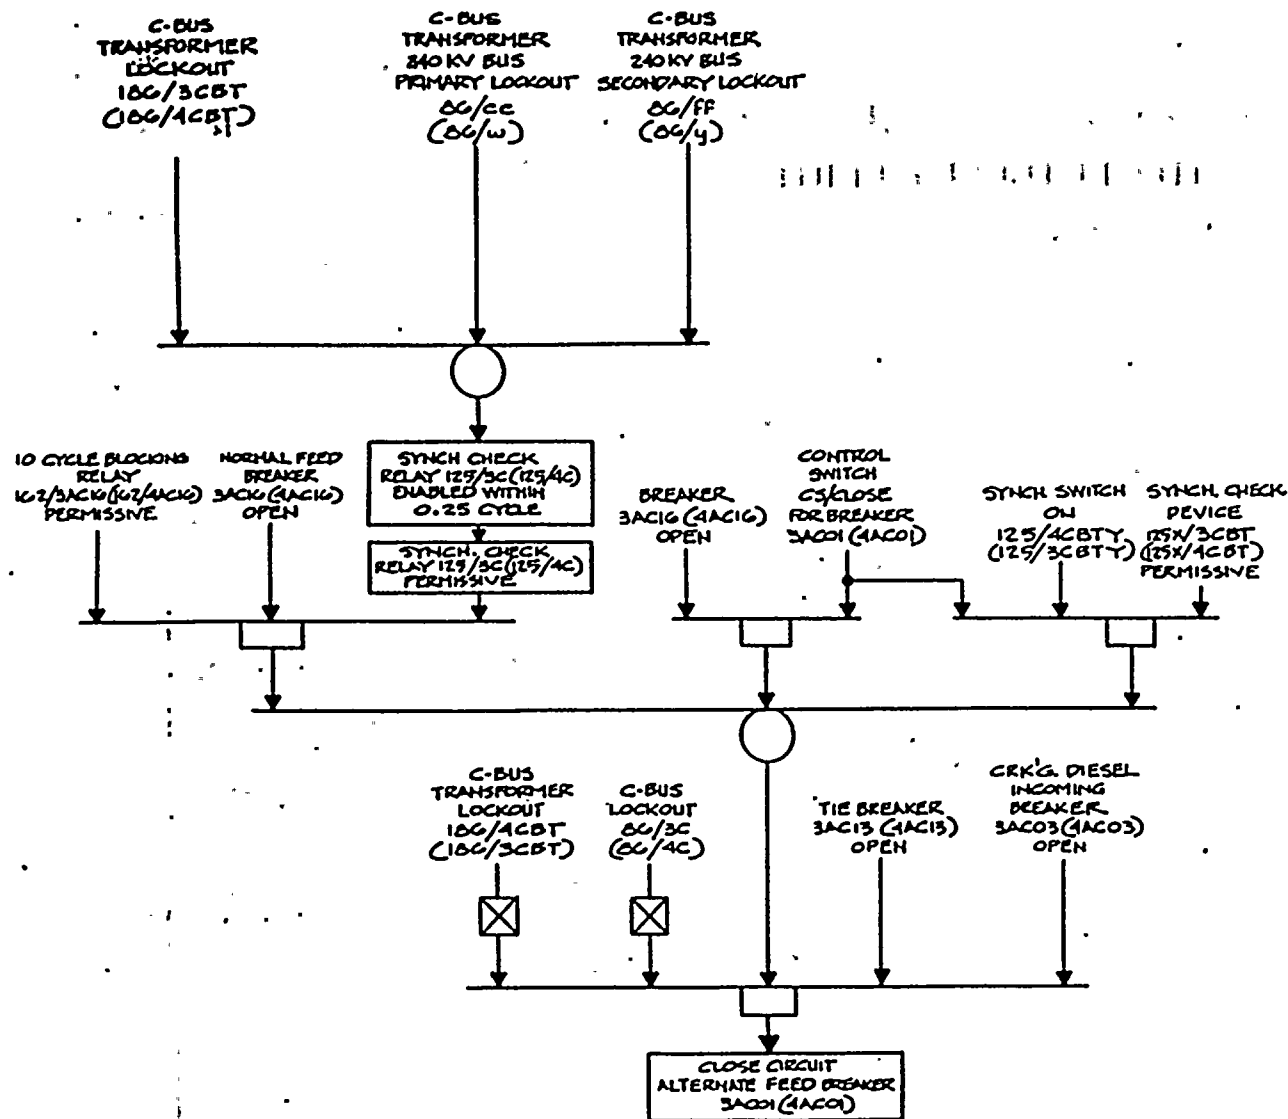 C-BUS
TRANSFORMER
LOCKOUT
186/3CBT
(186/4CBT)
C-BUS
TRANSFORMER
240 KV BUS
PRIMARY LOCKOUT
86/cc
(86/w)
C-BUS
TRANSFORMER
240 KV BUS
SECONDARY LOCKOUT
86/ff
(86/y)
10 CYCLE BLOCKING
RELAY
162/3AC16(162/4AC16)
PERMISSIVE
NORMAL FEED
BREAKER
3AC16(4AC16)
OPEN
SYNCH CHECK
RELAY 125/3C(125/4C)
ENABLED WITHIN
0.25 CYCLE
SYNCH. CHECK
RELAY 125/3C(125/4C)
PERMISSIVE
BREAKER
3AC16(4AC16)
OPEN
CONTROL
SWITCH
CS/CLOSE
FOR BREAKER
3AC01(4AC01)
SYNCH. SWITCH
ON
125/4CBTY
(125/3CBTY)
SYNCH. CHECK
DEVICE
125X/3CBT
(125X/4CBT)
PERMISSIVE
C-BUS
TRANSFORMER
LOCKOUT
186/4CBT
(186/3CBT)
C-BUS
LOCKOUT
86/3C
(86/4C)
TIE BREAKER
3AC13(4AC13)
OPEN
CRK'G. DIESEL
INCOMING
BREAKER
3AC03(4AC03)
OPEN
CLOSE CIRCUIT
ALTERNATE FEED BREAKER
3AC01(4AC01)